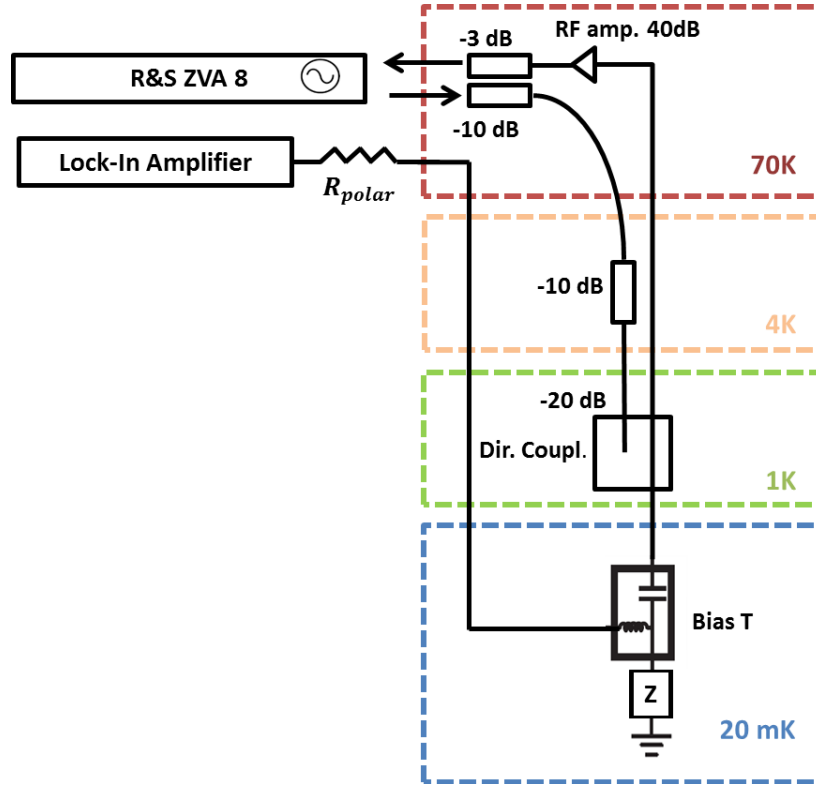 -3 dB
RF amp. 40dB
R&S ZVA 8
-10 dB
Lock-In Amplifier
R_polar
70K
-10 dB
4K
-20 dB
Dir. Coupl.
1K
Bias T
Z
20 mK